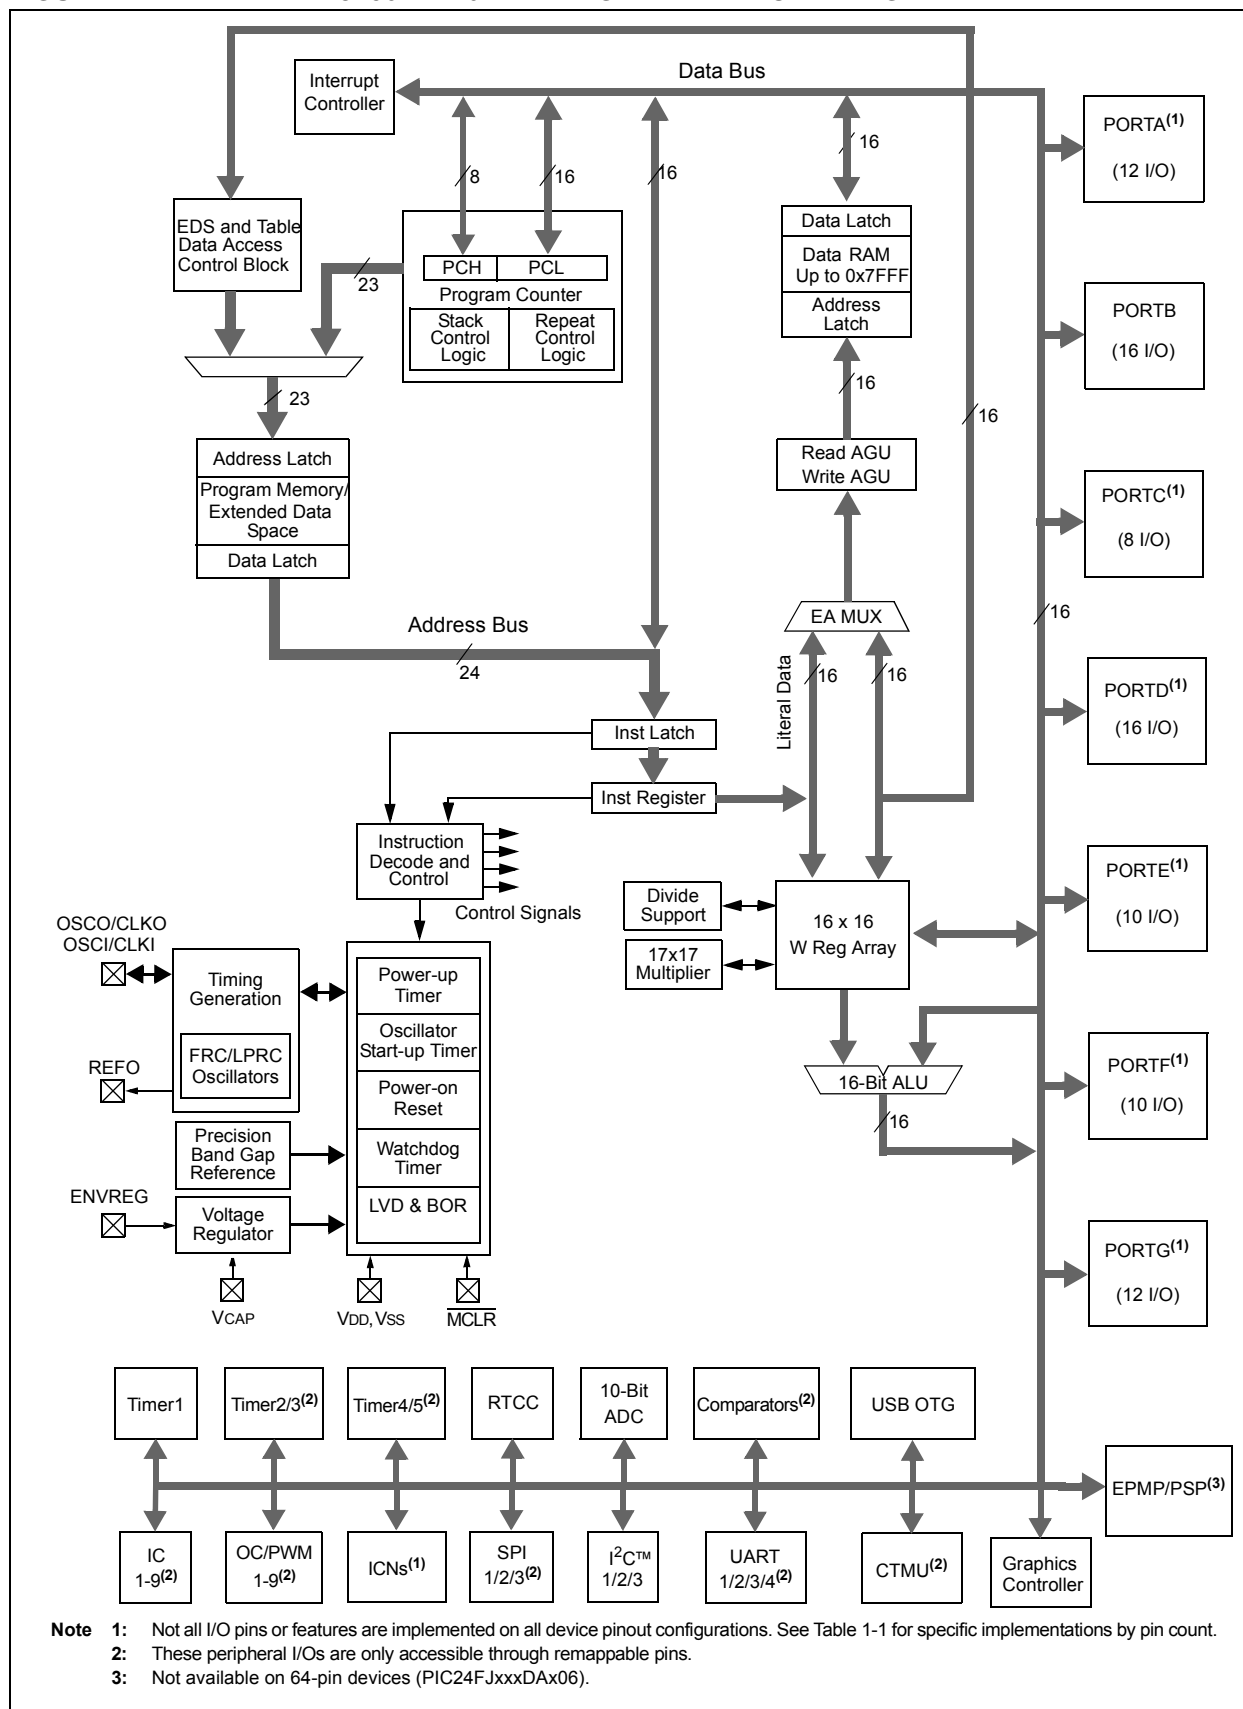 Data Bus
Interrupt
Controller
PORTA(1)
(12 I/O)
8
16
16
16
EDS and Table
Data Access
Control Block
Data Latch
Data RAM
Up to 0x7FFF
Address
Latch
PCH
PCL
23
Program Counter
Stack
Control
Logic
Repeat
Control
Logic
PORTB
(16 I/O)
23
16
16
Address Latch
Program Memory/
Extended Data
Space
Data Latch
Read AGU
Write AGU
PORTC(1)
(8 I/O)
EA MUX
16
Address Bus
24
Literal Data
16
16
PORTD(1)
(16 I/O)
Inst Latch
Inst Register
Instruction
Decode and
Control
Control Signals
Divide
Support
16 x 16
W Reg Array
17x17
Multiplier
PORTE(1)
(10 I/O)
OSCO/CLKO
OSCI/CLKI
Timing
Generation
FRC/LPRC
Oscillators
REFO
Power-up
Timer
Oscillator
Start-up Timer
Power-on
Reset
Watchdog
Timer
LVD & BOR
16-Bit ALU
16
PORTF(1)
(10 I/O)
Precision
Band Gap
Reference
ENVREG
Voltage
Regulator
PORTG(1)
(12 I/O)
VCAP
VDD, VSS
MCLR
Timer1
Timer2/3(2)
Timer4/5(2)
RTCC
10-Bit
ADC
Comparators(2)
USB OTG
EPMP/PSP(3)
IC
1-9(2)
OC/PWM
1-9(2)
ICNs(1)
SPI
1/2/3(2)
I2C™
1/2/3
UART
1/2/3/4(2)
CTMU(2)
Graphics
Controller
Note 1: Not all I/O pins or features are implemented on all device pinout configurations. See Table 1-1 for specific implementations by pin count.
2: These peripheral I/Os are only accessible through remappable pins.
3: Not available on 64-pin devices (PIC24FJxxxDAx06).